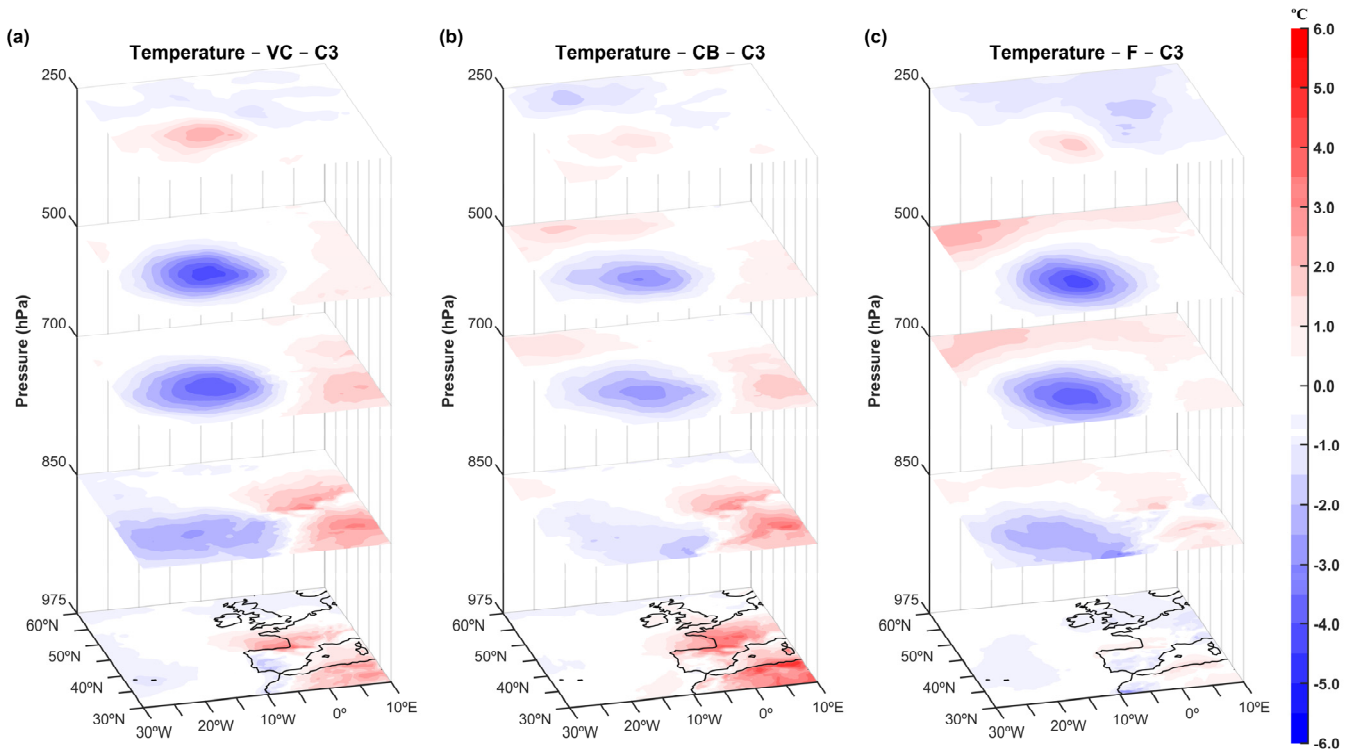 (a)
Temperature – VC – C3
250
500
700
850
975
Pressure (hPa)
60ºN
50ºN
40ºN
30ºN
30ºW
20ºW
10ºW
0º
10ºE
(b)
Temperature – CB – C3
250
500
700
850
975
Pressure (hPa)
60ºN
50ºN
40ºN
30ºN
30ºW
20ºW
10ºW
0º
10ºE
(c)
Temperature – F – C3
250
500
700
850
975
Pressure (hPa)
60ºN
50ºN
40ºN
30ºN
30ºW
20ºW
10ºW
0º
10ºE
ºC
6.0
5.0
4.0
3.0
2.0
1.0
0.0
-1.0
-2.0
-3.0
-4.0
-5.0
-6.0